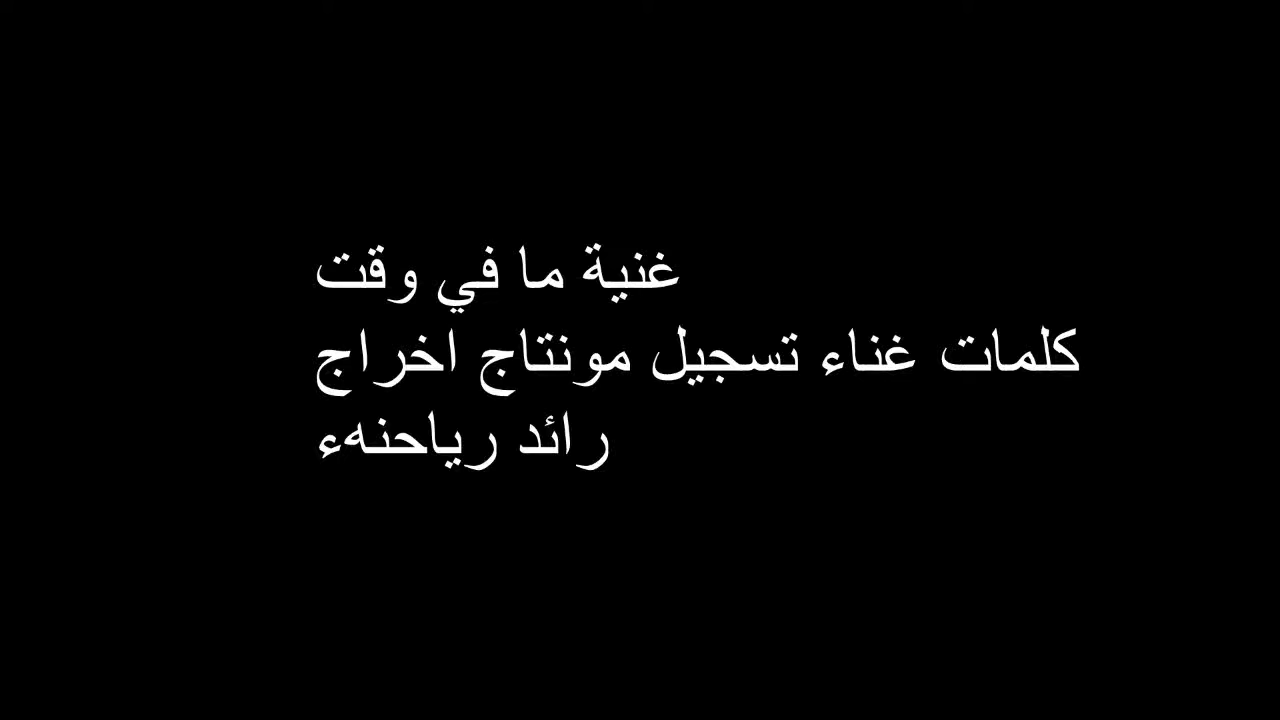 غنية ما في وقت
كلمات غناء تسجيل مونتاج اخراج
رائد رياحنهء